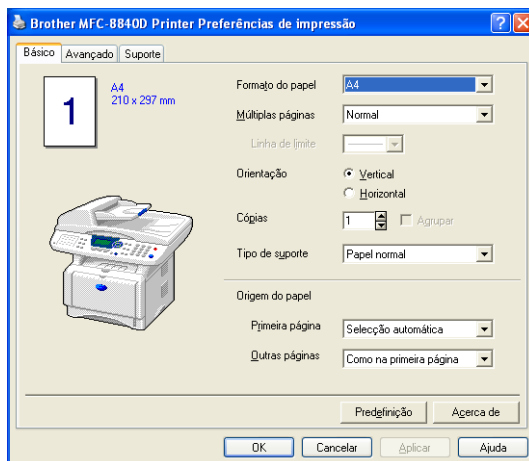 Brother MFC-8840D Printer Preferências de impressão
Básico Avançado Suporte
1
A4
210 x 297 mm
Formato do papel A4
Múltiplas páginas Normal
Linha de limite
Orientação Vertical
Horizontal
Cópias 1 Agrupar
Tipo de suporte Papel normal
Origem do papel
Primeira página Selecção automática
Outras páginas Como na primeira página
Predefinição Acerca de
OK Cancelar Aplicar Ajuda